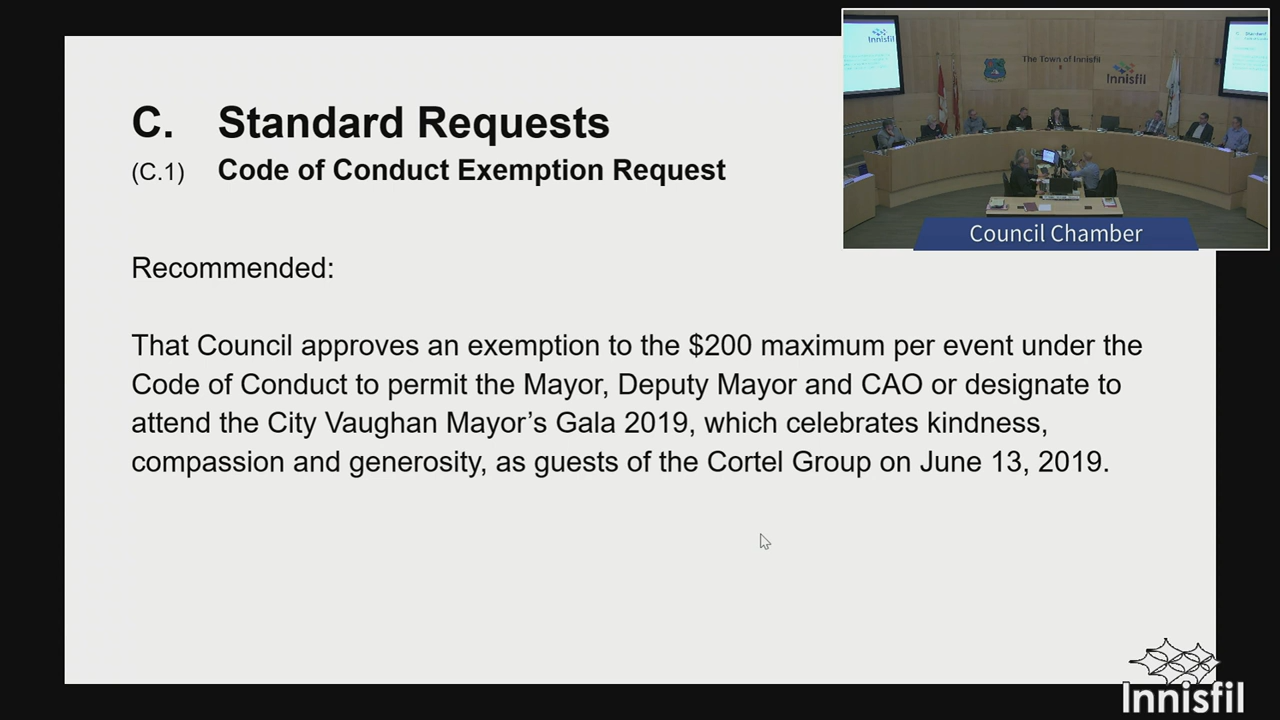 C. Standard Requests
(C.1) Code of Conduct Exemption Request
Recommended:
That Council approves an exemption to the $200 maximum per event under the
Code of Conduct to permit the Mayor, Deputy Mayor and CAO or designate to
attend the City Vaughan Mayor’s Gala 2019, which celebrates kindness,
compassion and generosity, as guests of the Cortel Group on June 13, 2019.
Innisfil
The Town of Innisfil
Innisfil
Council Chamber
Innisfil